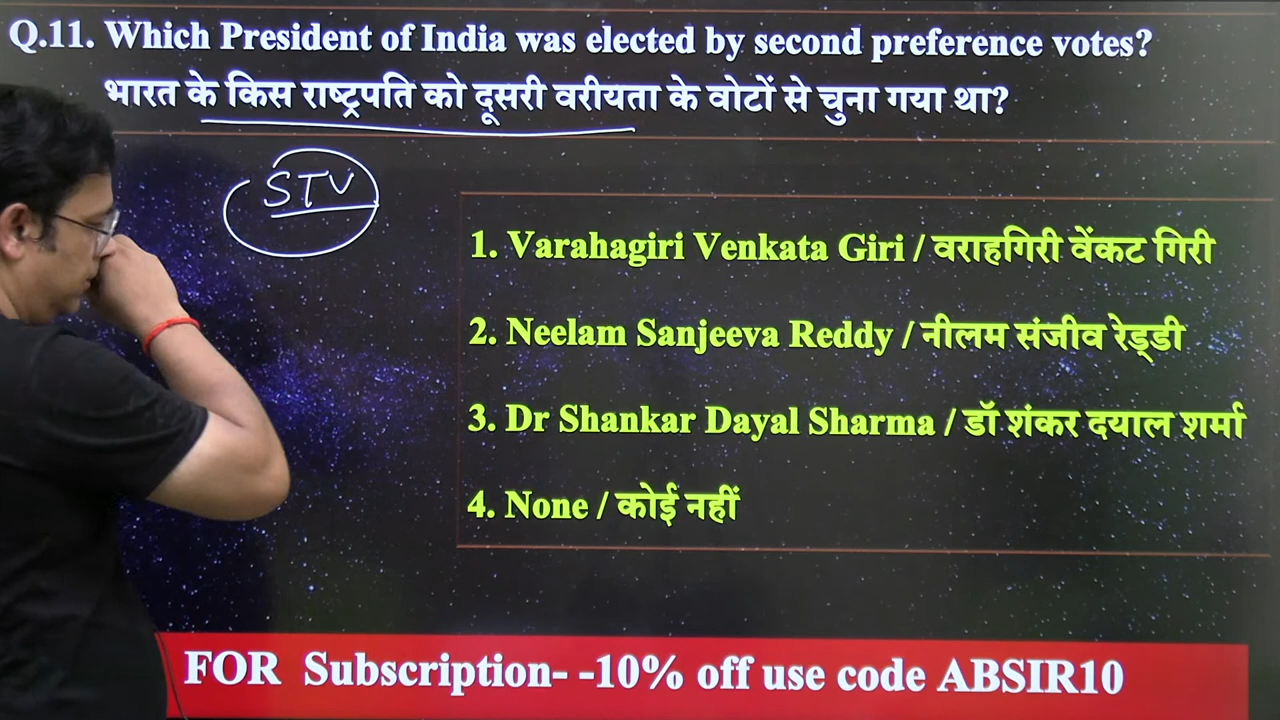 Q.11. Which President of India was elected by second preference votes?
भारत के किस राष्ट्रपति को दूसरी वरीयता के वोटों से चुना गया था?
STV
1. Varahagiri Venkata Giri / वराहगिरी वेंकट गिरी
2. Neelam Sanjeeva Reddy / नीलम संजीव रेड्डी
3. Dr Shankar Dayal Sharma / डॉ शंकर दयाल शर्मा
4. None / कोई नहीं
FOR Subscription- -10% off use code ABSIR10